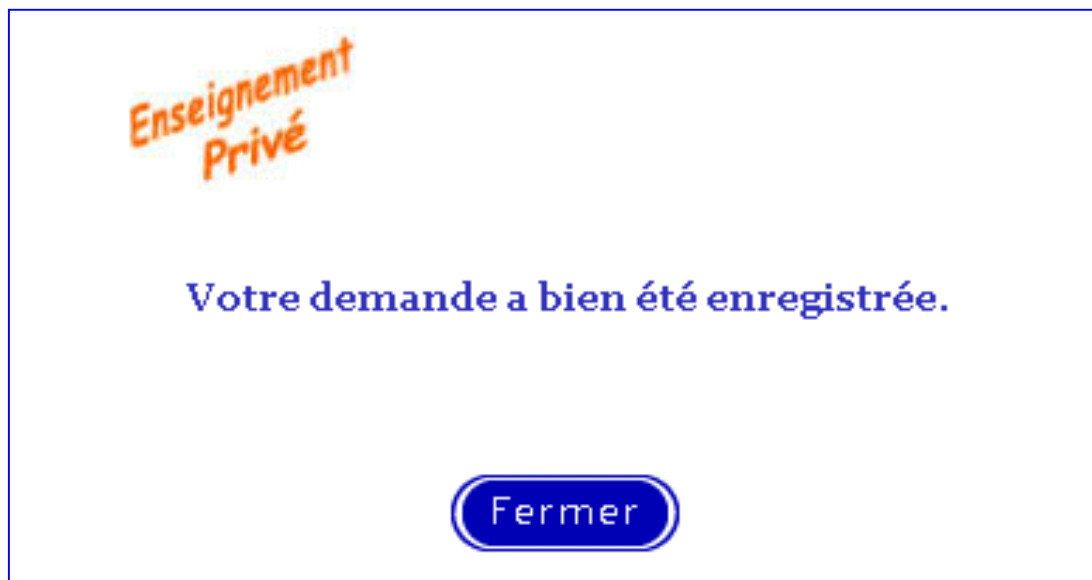 Enseignement
Privé
Votre demande a bien été enregistrée.
Fermer